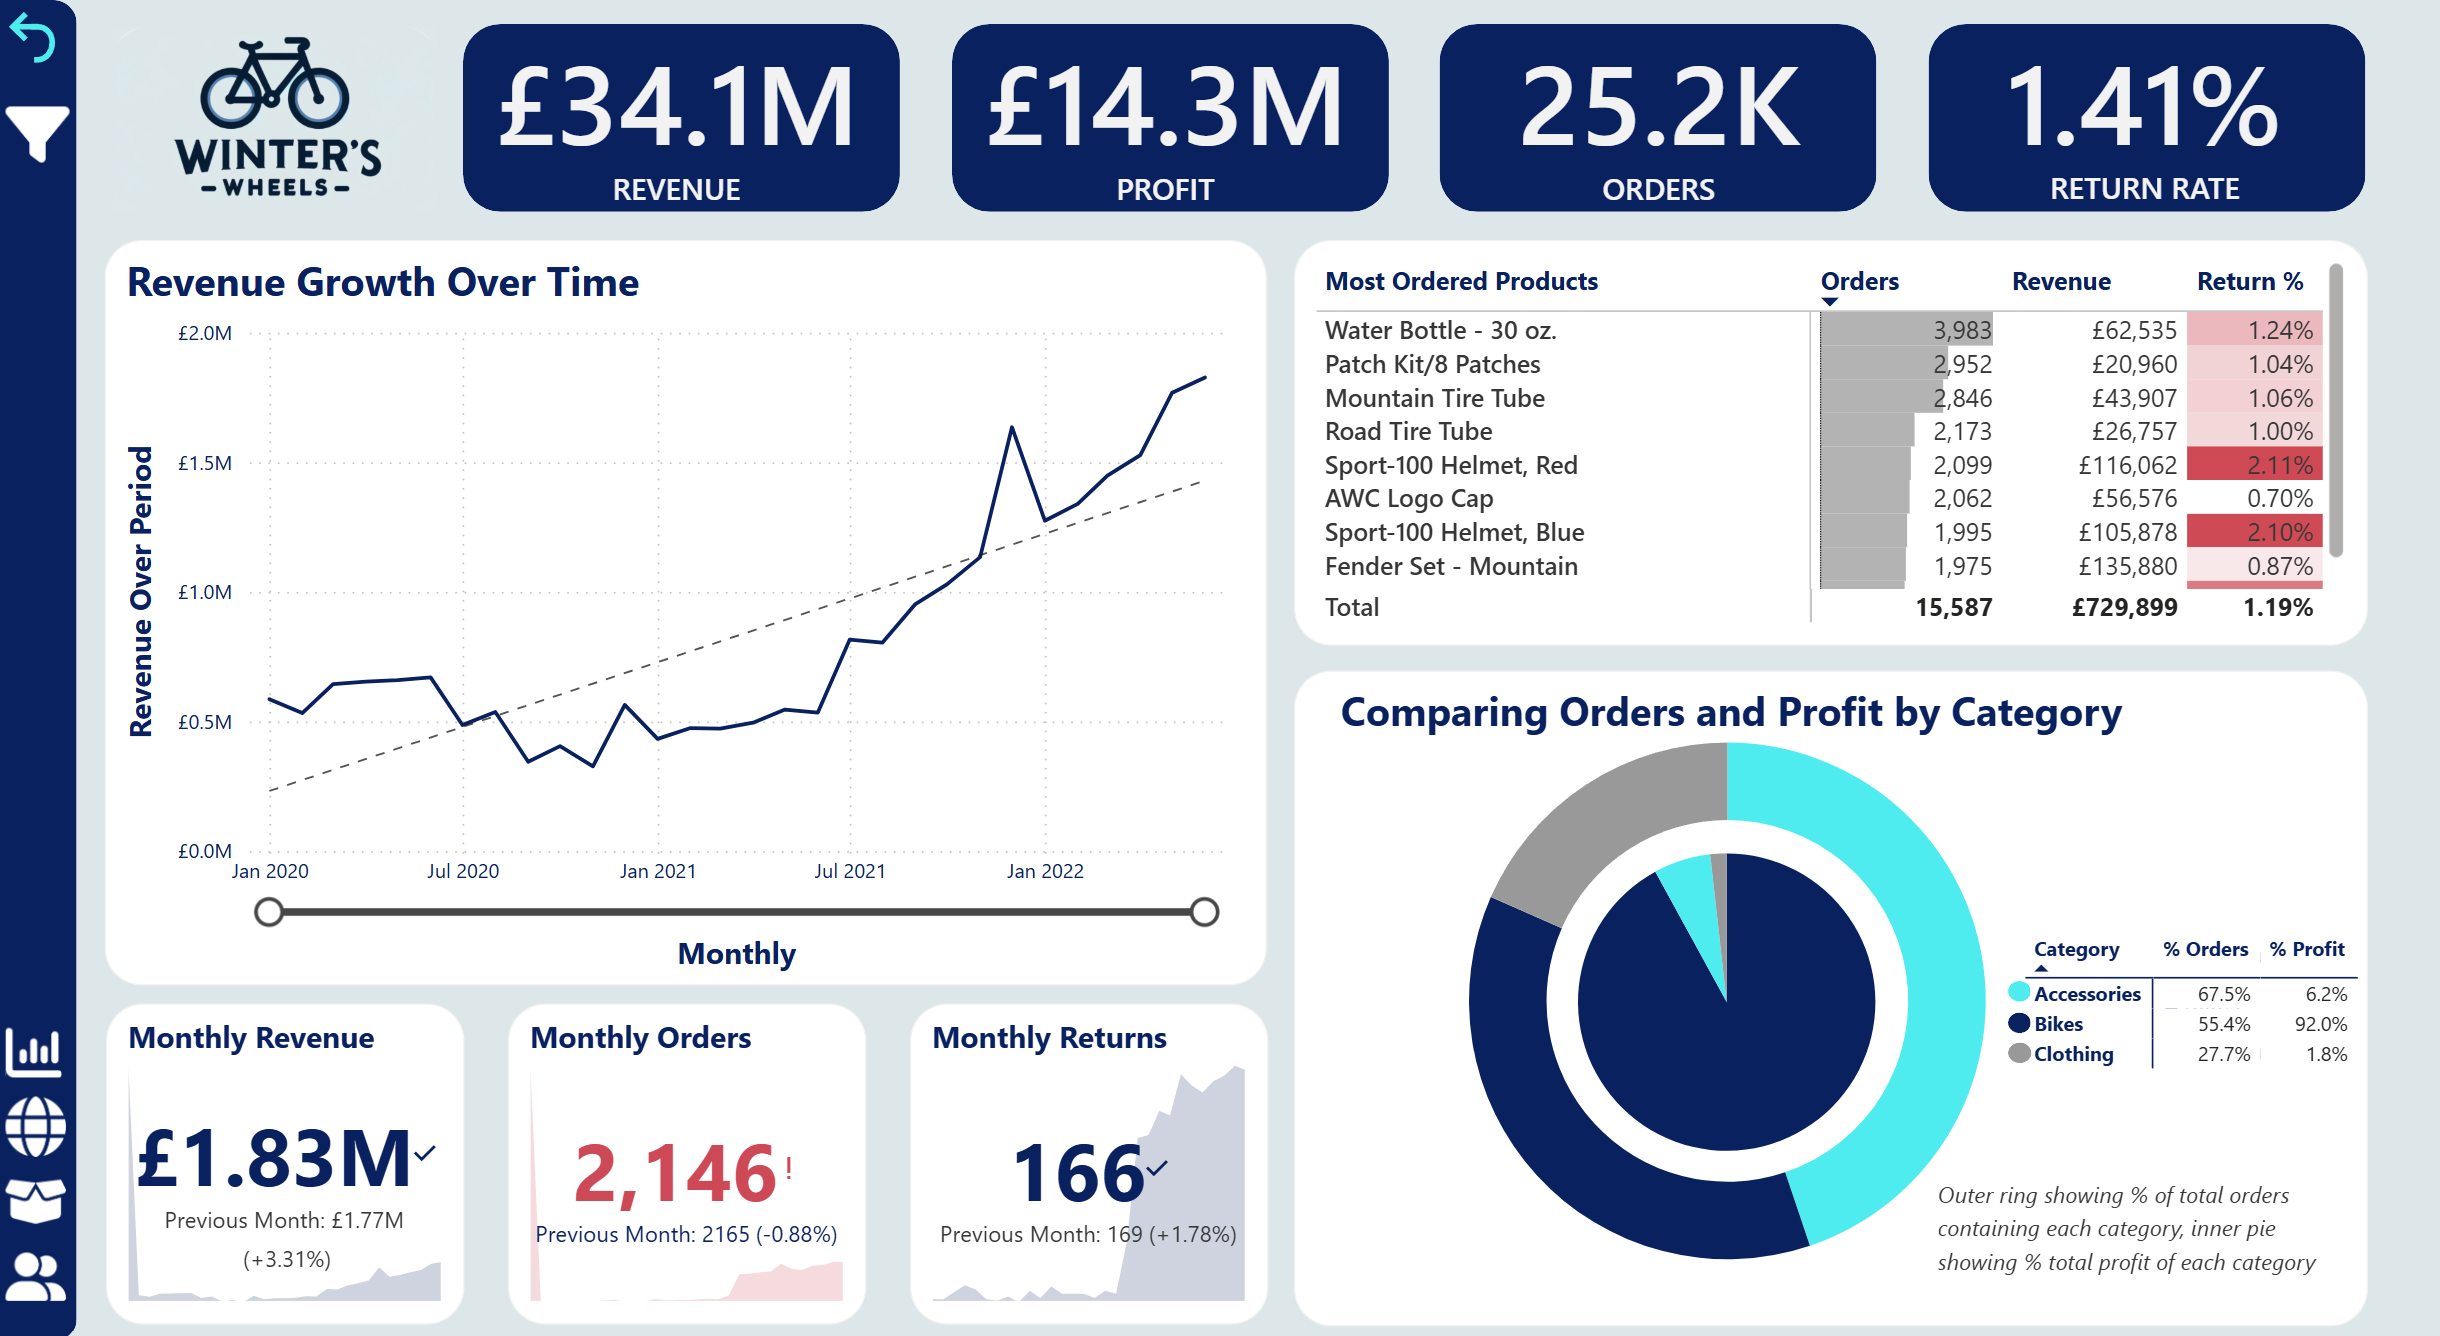 WINTER'S
WHEELS
£34.1M
REVENUE
£14.3M
PROFIT
25.2K
ORDERS
1.41%
RETURN RATE
Revenue Growth Over Time
Revenue Over Period
£2.0M
£1.5M
£1.0M
£0.5M
£0.0M
Jan 2020 Jul 2020 Jan 2021 Jul 2021 Jan 2022
Monthly
Most Ordered Products Orders Revenue Return %
Water Bottle - 30 oz. 3,983 £62,535 1.24%
Patch Kit/8 Patches 2,952 £20,960 1.04%
Mountain Tire Tube 2,846 £43,907 1.06%
Road Tire Tube 2,173 £26,757 1.00%
Sport-100 Helmet, Red 2,099 £116,062 2.11%
AWC Logo Cap 2,062 £56,576 0.70%
Sport-100 Helmet, Blue 1,995 £105,878 2.10%
Fender Set - Mountain 1,975 £135,880 0.87%
Total 15,587 £729,899 1.19%
Comparing Orders and Profit by Category
Category % Orders % Profit
Accessories 67.5% 6.2%
Bikes 55.4% 92.0%
Clothing 27.7% 1.8%
Outer ring showing % of total orders
containing each category, inner pie
showing % total profit of each category
Monthly Revenue
£1.83M
Previous Month: £1.77M
(+3.31%)
Monthly Orders
2,146!
Previous Month: 2165 (-0.88%)
Monthly Returns
166
Previous Month: 169 (+1.78%)